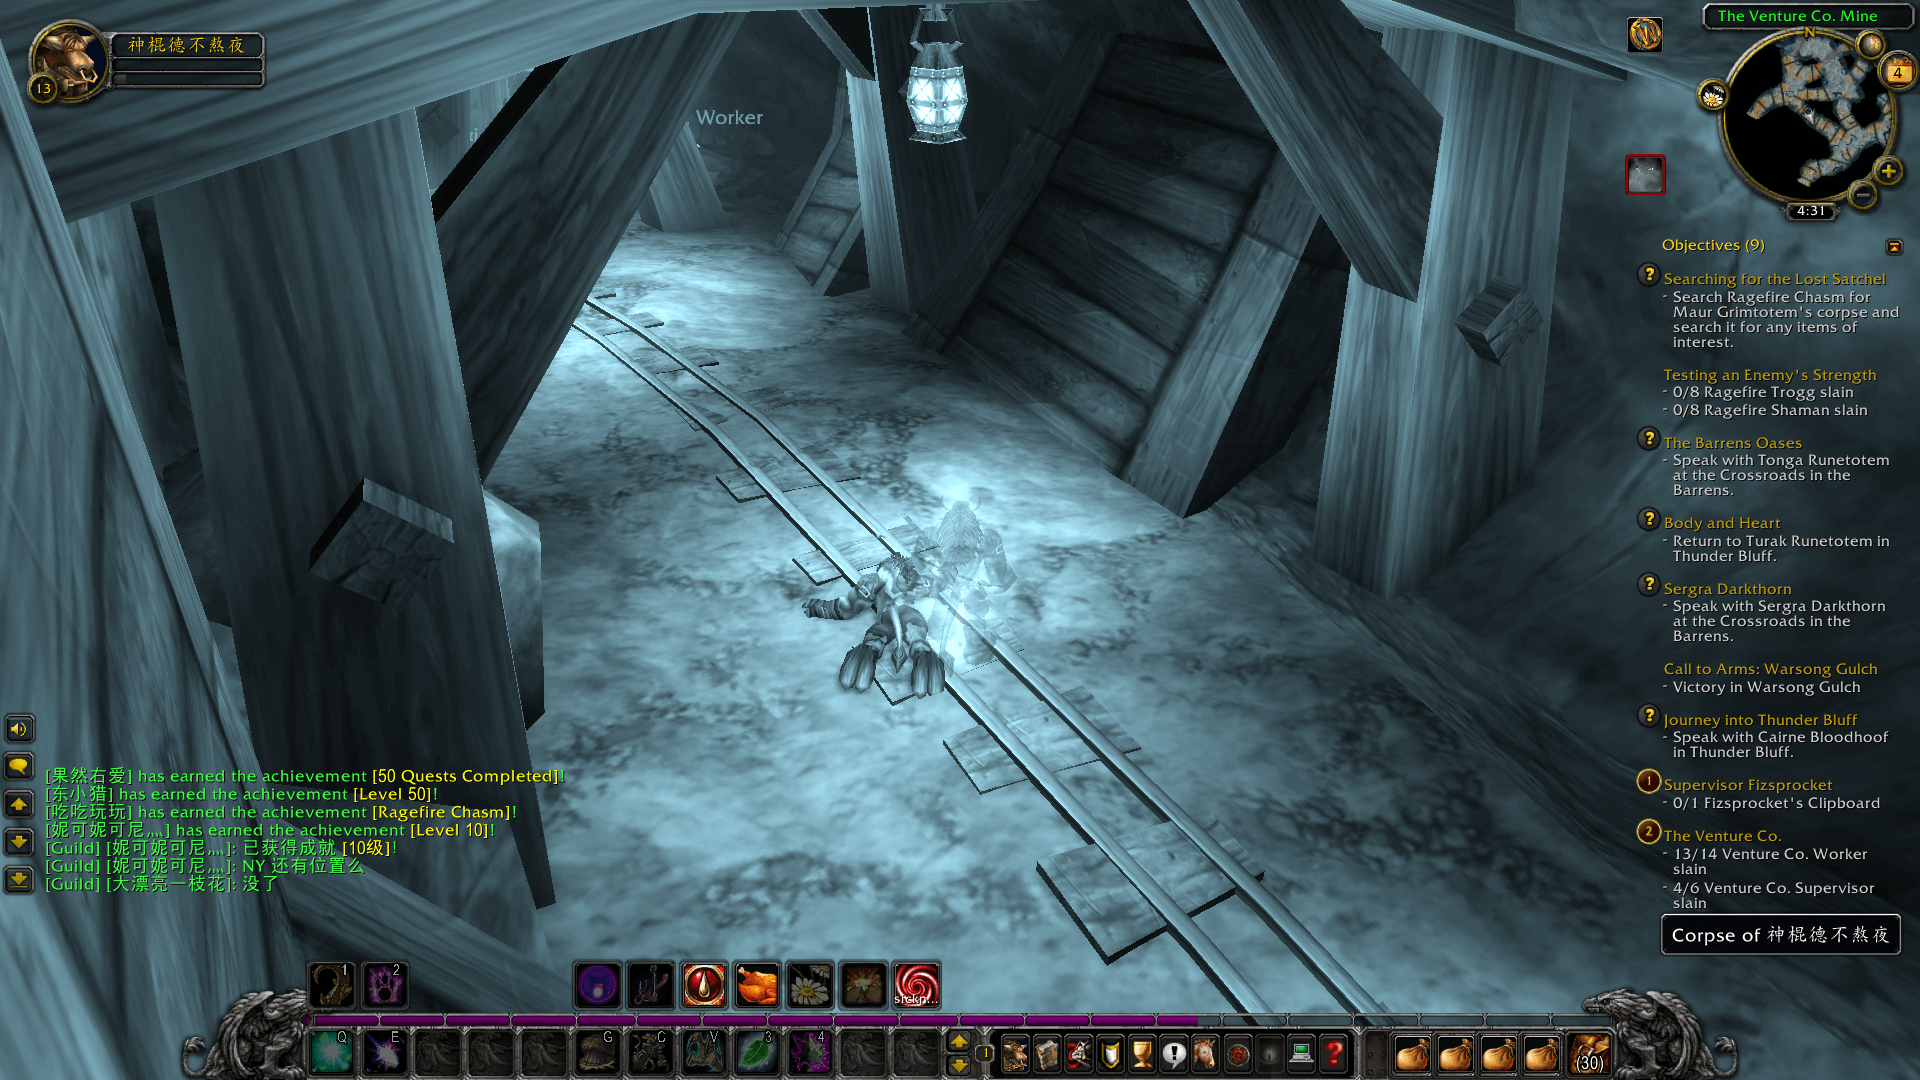 The Venture Co. Mine
N
神棍德不熬夜
13
4
Worker
4:31
Objectives (9)
Searching for the Lost Satchel
- Search Ragefire Chasm for
Maur Grimtotem's corpse and
search it for any items of
interest.
Testing an Enemy's Strength
- 0/8 Ragefire Trogg slain
- 0/8 Ragefire Shaman slain
The Barrens Oases
- Speak with Tonga Runetotem
at the Crossroads in the
Barrens.
Body and Heart
- Return to Turak Runetotem in
Thunder Bluff.
Sergra Darkthorn
- Speak with Sergra Darkthorn
at the Crossroads in the
Barrens.
Call to Arms: Warsong Gulch
- Victory in Warsong Gulch
Journey into Thunder Bluff
- Speak with Cairne Bloodhoof
in Thunder Bluff.
1 Supervisor Fizsprocket
- 0/1 Fizsprocket's Clipboard
2 The Venture Co.
- 13/14 Venture Co. Worker
slain
- 4/6 Venture Co. Supervisor
slain
Corpse of 神棍德不熬夜
[果然右爱] has earned the achievement [50 Quests Completed]!
[东小猎] has earned the achievement [Level 50]!
[吃吃玩玩] has earned the achievement [Ragefire Chasm]!
[妮可妮可尼灬] has earned the achievement [Level 10]!
[Guild] [妮可妮可尼灬]: 已获得成就 [10级]!
[Guild] [妮可妮可尼灬]: NY 还有位置么
[Guild] [大漂亮一枝花]: 没了
1 2
Q E G C V 3 4
1
(30)